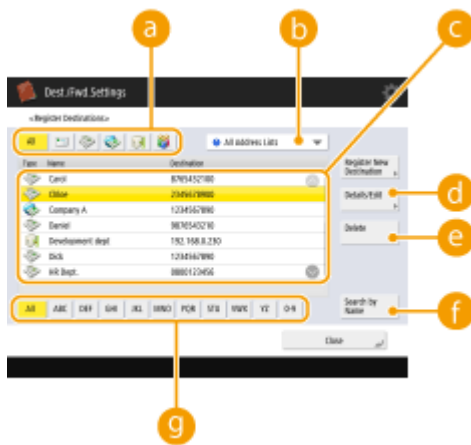 a
b
c
Dest./Fwd.Settings
<Register Destinations>
All
All Address Lists
Type Name Destination
Register New Destination
Carol 8765432100
Chloe 2345678900
Details/Edit
d
Company A 1234567890
Daniel 9876543210
Delete
e
Development dept 192.168.0.230
Dick 1234567890
HR Dept. 0800123456
All ABC DEF GHI JKL MNO PQR STU VWX YZ 0-9
Search by Name
f
Close
g